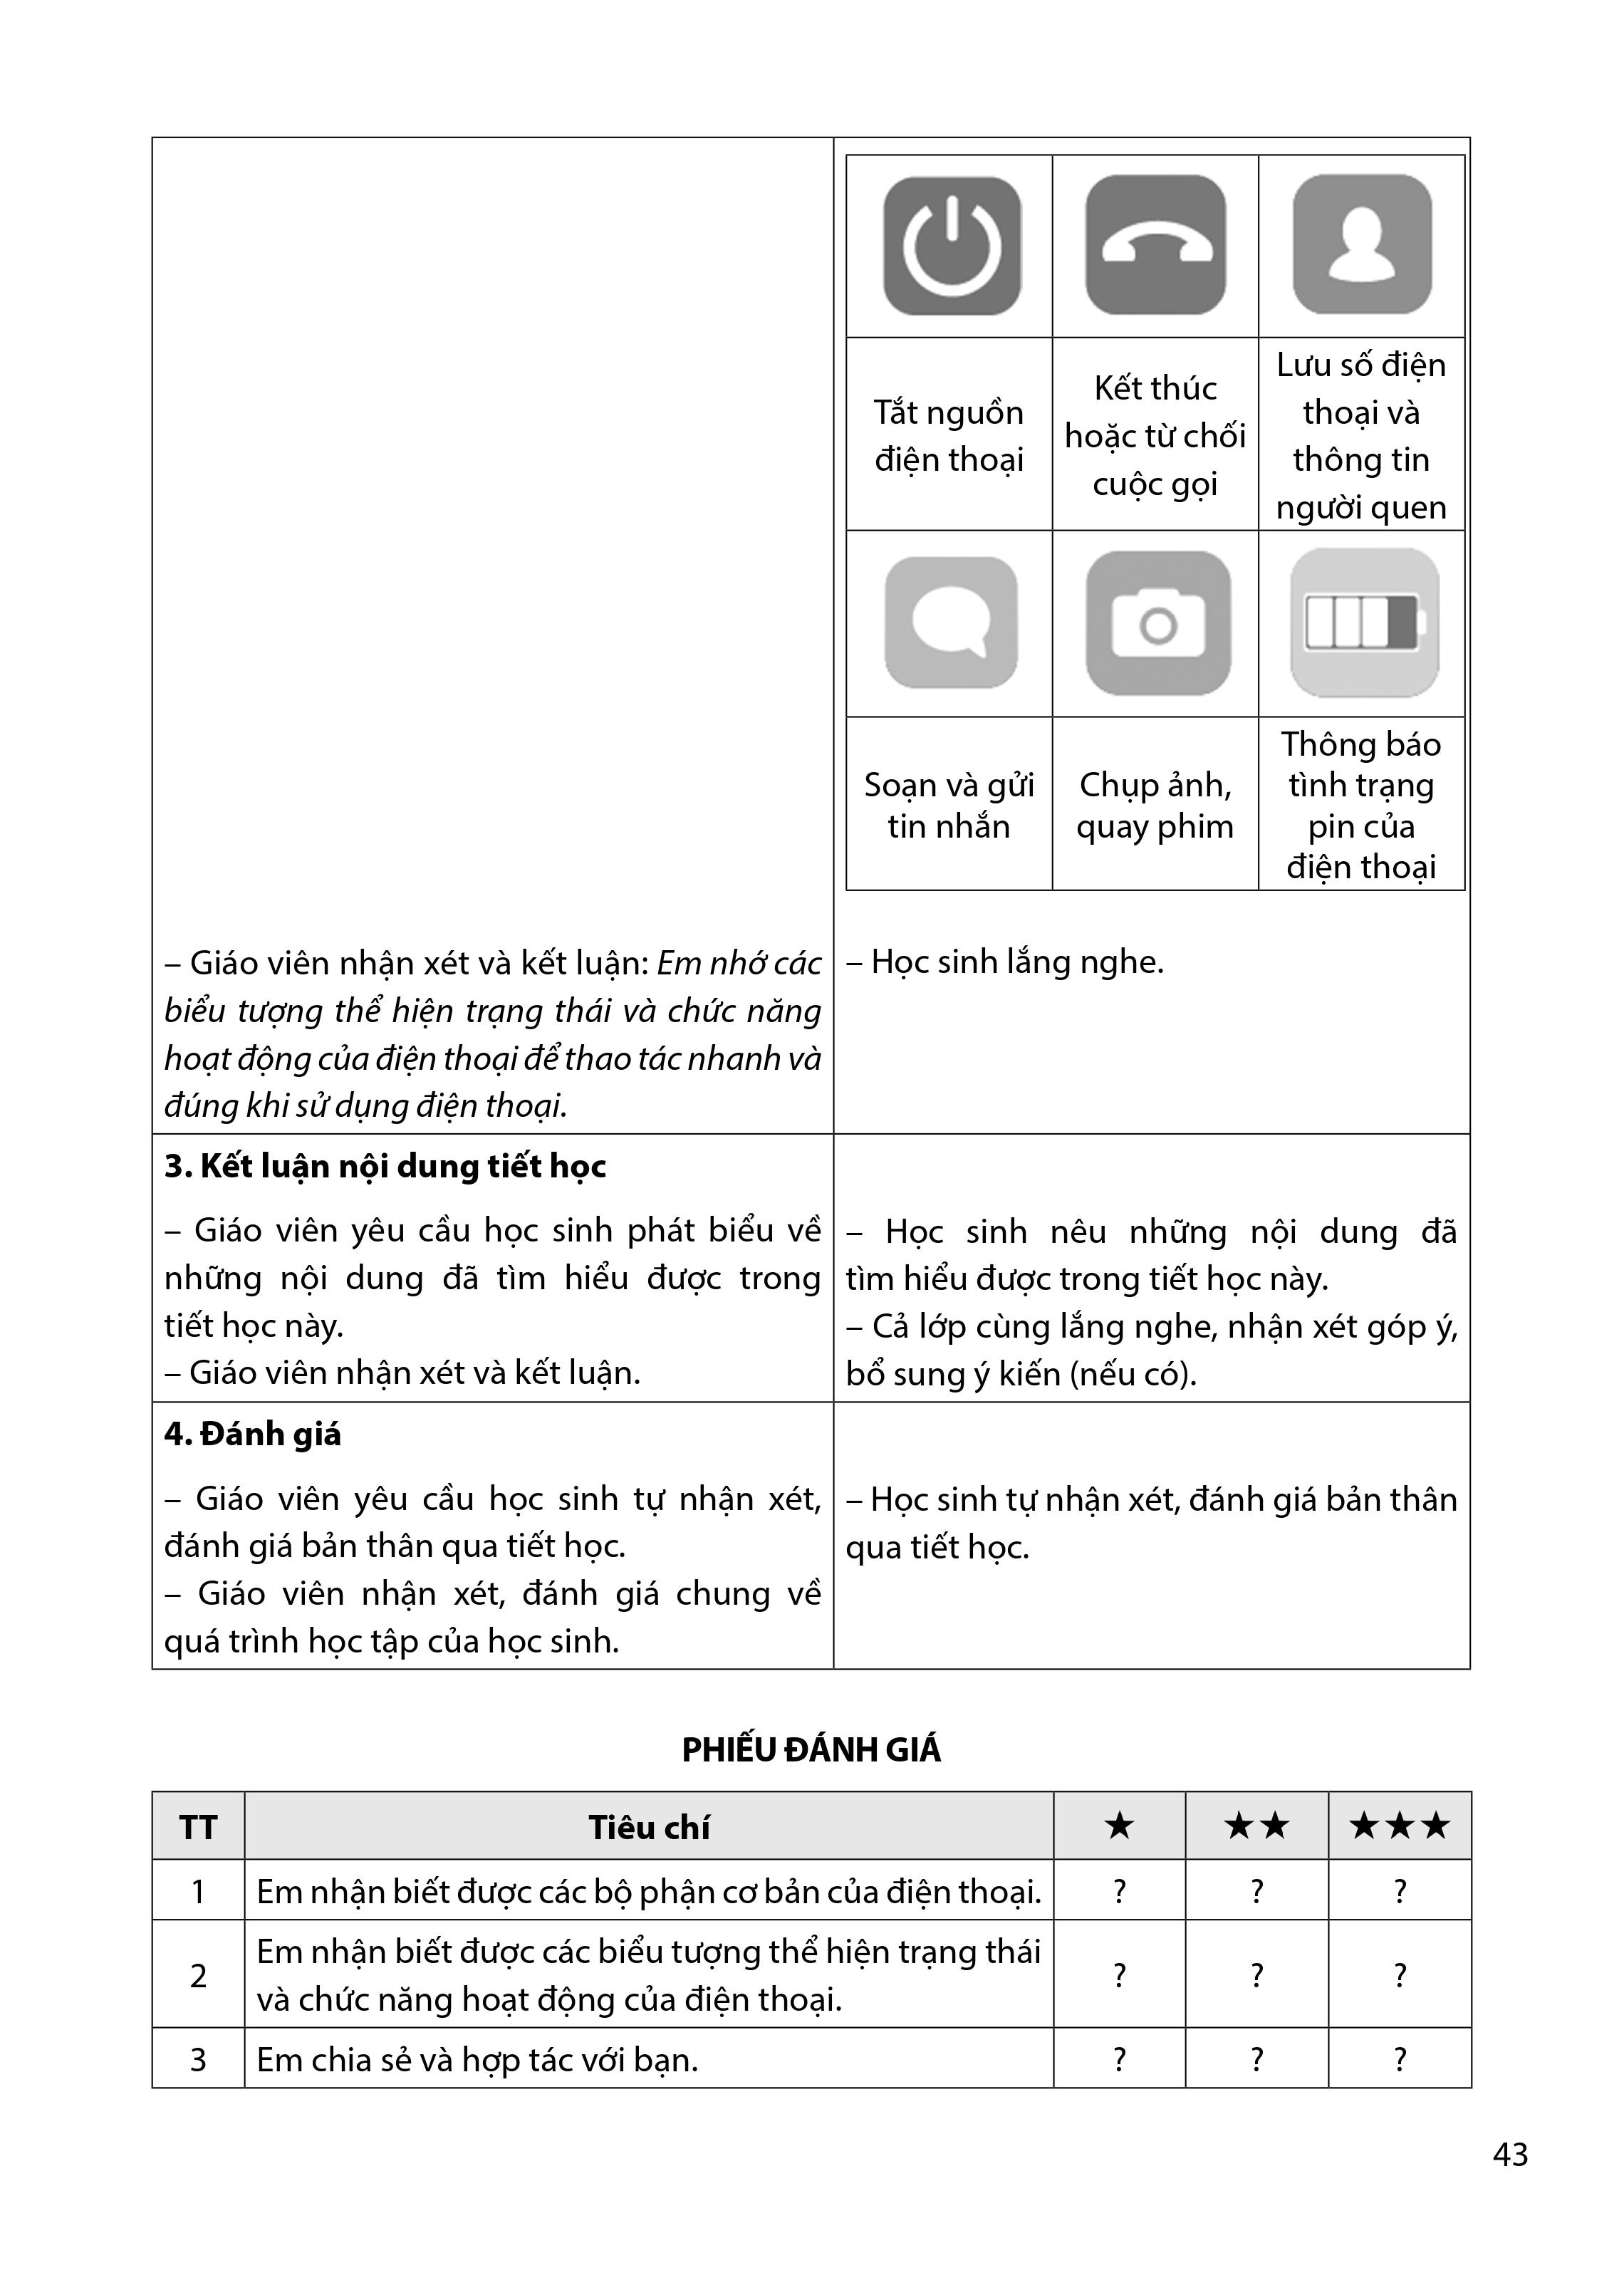 Tắt nguồn
điện thoại
Kết thúc
hoặc từ chối
cuộc gọi
Lưu số điện
thoại và
thông tin
người quen
Soạn và gửi
tin nhắn
Chụp ảnh,
quay phim
Thông báo
tình trạng
pin của
điện thoại
– Giáo viên nhận xét và kết luận: Em nhớ các
biểu tượng thể hiện trạng thái và chức năng
hoạt động của điện thoại để thao tác nhanh và
đúng khi sử dụng điện thoại.
– Học sinh lắng nghe.
3. Kết luận nội dung tiết học
– Giáo viên yêu cầu học sinh phát biểu về
những nội dung đã tìm hiểu được trong
tiết học này.
– Giáo viên nhận xét và kết luận.
– Học sinh nêu những nội dung đã
tìm hiểu được trong tiết học này.
– Cả lớp cùng lắng nghe, nhận xét góp ý,
bổ sung ý kiến (nếu có).
4. Đánh giá
– Giáo viên yêu cầu học sinh tự nhận xét,
đánh giá bản thân qua tiết học.
– Giáo viên nhận xét, đánh giá chung về
quá trình học tập của học sinh.
– Học sinh tự nhận xét, đánh giá bản thân
qua tiết học.
PHIẾU ĐÁNH GIÁ
TT Tiêu chí ★ ★★ ★★★
1 Em nhận biết được các bộ phận cơ bản của điện thoại. ? ? ?
2 Em nhận biết được các biểu tượng thể hiện trạng thái
và chức năng hoạt động của điện thoại. ? ? ?
3 Em chia sẻ và hợp tác với bạn. ? ? ?
43